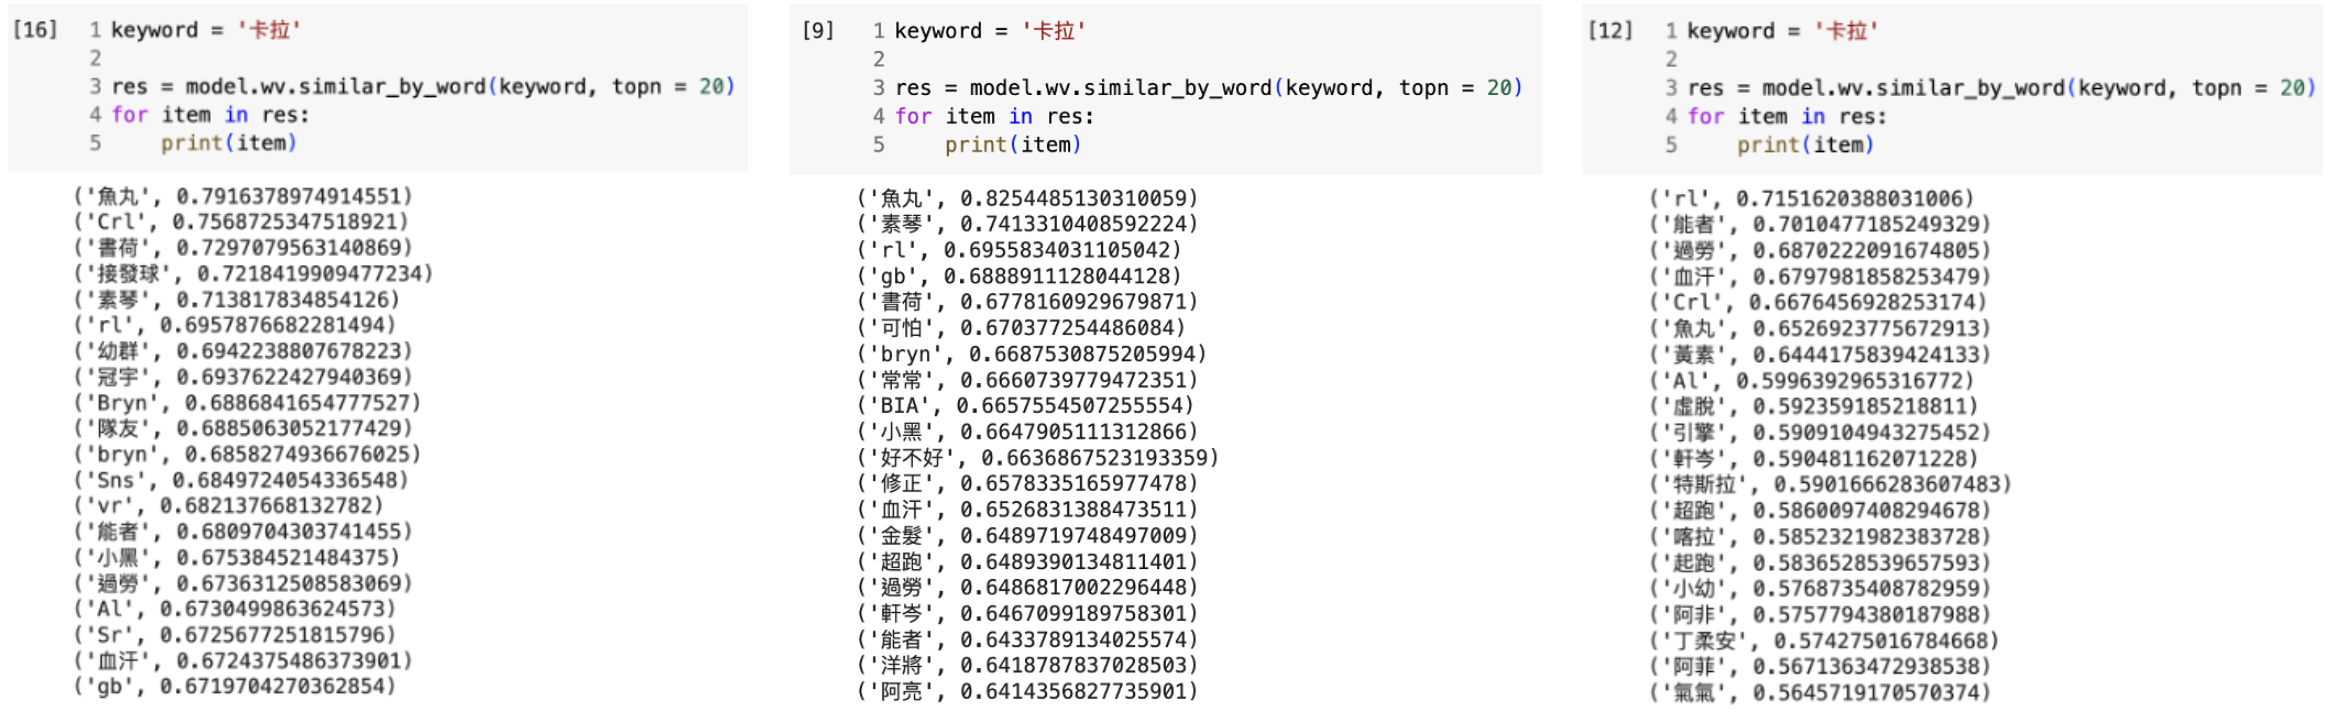 [16]
1 keyword = '卡拉'
2
3 res = model.wv.similar_by_word(keyword, topn = 20)
4 for item in res:
5     print(item)
('魚丸', 0.7916378974914551)
('Crl', 0.7568725347518921)
('書荷', 0.7297079563140869)
('接發球', 0.7218419909477234)
('素琴', 0.713817834854126)
('rl', 0.6957876682281494)
('幼群', 0.6942238807678223)
('冠宇', 0.6937622427940369)
('Bryn', 0.6886841654777527)
('隊友', 0.6885063052177429)
('bryn', 0.6858274936676025)
('Sns', 0.6849724054336548)
('vr', 0.682137668132782)
('能者', 0.6809704303741455)
('小黑', 0.675384521484375)
('過勞', 0.6736312508583069)
('Al', 0.6730499863624573)
('Sr', 0.6725677251815796)
('血汗', 0.6724375486373901)
('gb', 0.6719704270362854)
[9]
1 keyword = '卡拉'
2
3 res = model.wv.similar_by_word(keyword, topn = 20)
4 for item in res:
5     print(item)
('魚丸', 0.8254485130310059)
('素琴', 0.7413310408592224)
('rl', 0.6955834031105042)
('gb', 0.6888911128044128)
('書荷', 0.6778160929679871)
('可怕', 0.670377254486084)
('bryn', 0.6687530875205994)
('常常', 0.6660739779472351)
('BIA', 0.6657554507255554)
('小黑', 0.6647905111312866)
('好不好', 0.6636867523193359)
('修正', 0.6578335165977478)
('血汗', 0.6526831388473511)
('金髮', 0.6489719748497009)
('超跑', 0.6489390134811401)
('過勞', 0.6486817002296448)
('軒岑', 0.6467099189758301)
('能者', 0.6433789134025574)
('洋將', 0.6418787837028503)
('阿亮', 0.6414356827735901)
[12]
1 keyword = '卡拉'
2
3 res = model.wv.similar_by_word(keyword, topn = 20)
4 for item in res:
5     print(item)
('rl', 0.7151620388031006)
('能者', 0.7010477185249329)
('過勞', 0.6870222091674805)
('血汗', 0.6797981858253479)
('Crl', 0.6676456928253174)
('魚丸', 0.6526923775672913)
('黃素', 0.6444175839424133)
('Al', 0.5996392965316772)
('虛脫', 0.592359185218811)
('引擎', 0.5909104943275452)
('軒岑', 0.590481162071228)
('特斯拉', 0.5901666283607483)
('超跑', 0.5860097408294678)
('喀拉', 0.5852321982383728)
('起跑', 0.5836528539657593)
('小幼', 0.5768735408782959)
('阿非', 0.5757794380187988)
('丁柔安', 0.574275016784668)
('阿菲', 0.5671363472938538)
('氣氣', 0.5645719170570374)